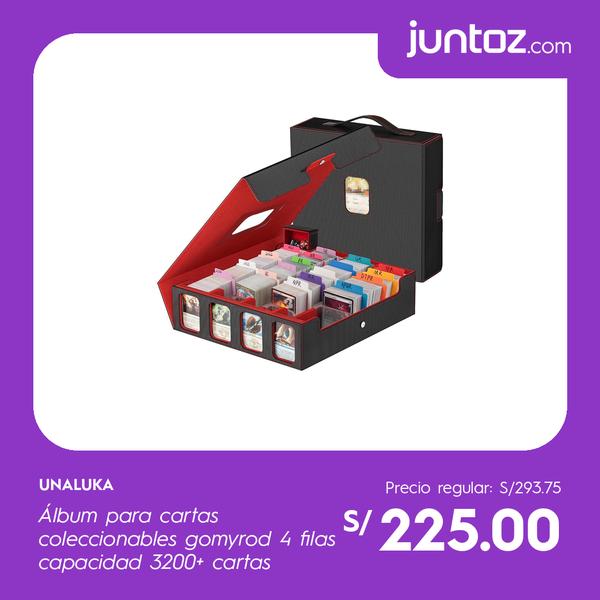 juntoz.com
UNALUKA
Álbum para cartas
coleccionables gomyrod 4 filas
capacidad 3200+ cartas
Precio regular: S/293.75
S/ 225.00